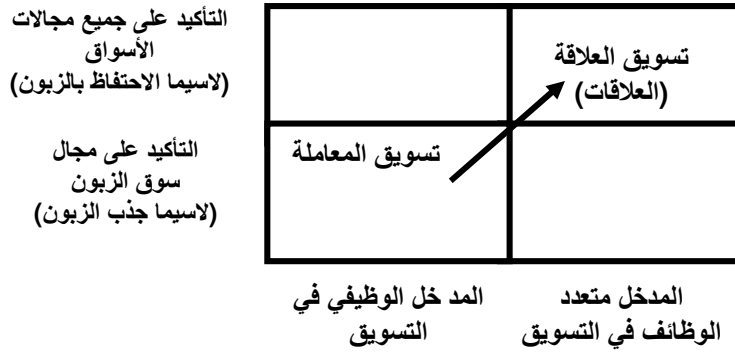 التأكيد على جميع مجالات
الأسواق
(لاسيما الاحتفاظ بالزبون)
تسويق العلاقة
(العلاقات)
التأكيد على مجال
سوق الزبون
(لاسيما جذب الزبون)
تسويق المعاملة
المدخل متعدد
الوظائف في التسويق
المد خل الوظيفي في
التسويق